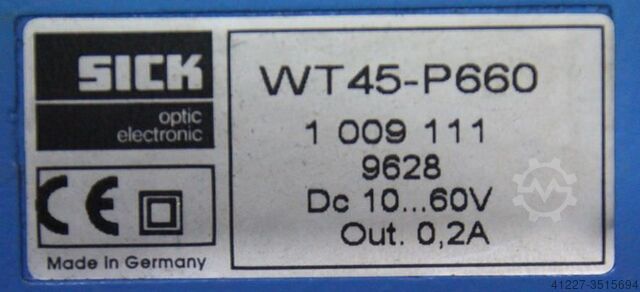 SICK
optic
electronic
CE
Made in Germany
WT45-P660
1 009 111
9628
Dc 10...60V
Out. 0,2A
41227-3515694